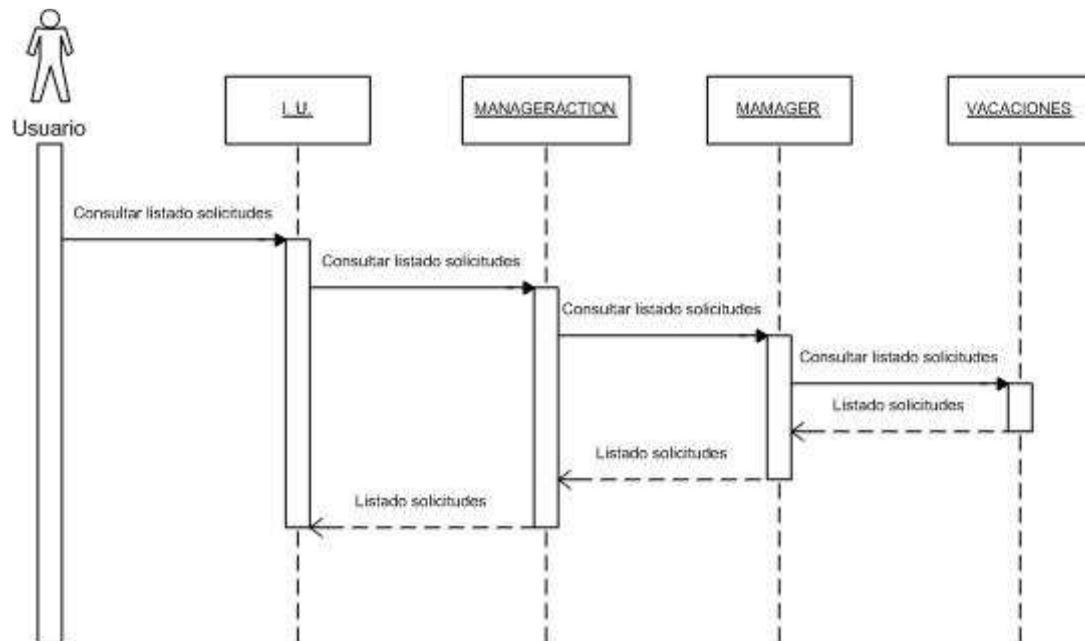 Usuario
I.U.
MANAGERACTION
MAMAGER
VACACIONES
Consultar listado solicitudes
Consultar listado solicitudes
Consultar listado solicitudes
Consultar listado solicitudes
Listado solicitudes
Listado solicitudes
Listado solicitudes